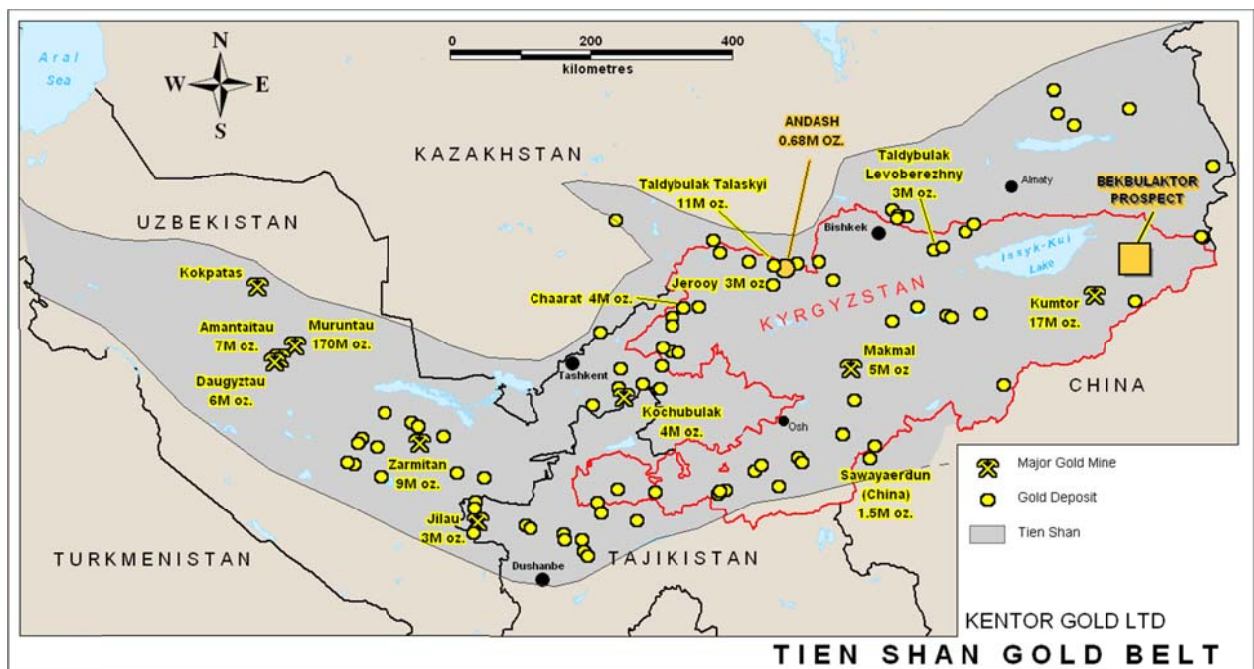 Aral
Sea
N
W E
S
0 200 400
kilometres
KAZAKHSTAN
UZBEKISTAN
ANDASH
0.68M OZ.
Taldybulak Talaskyi
11M oz.
Taldybulak
Levoberezhny
3M oz.
Almaty
BEKBULAKTOR
PROSPECT
Bishkek
Issyk-Kul
Lake
Kokpatas
Jerooy 3M oz
KYRGYZSTAN
Chaarat 4M oz.
Kumtor
17M oz.
Amantaitau
7M oz.
Muruntau
170M oz.
Daugyztau
6M oz.
Tashkent
Makmal
5M oz
CHINA
Kochubulak
4M oz.
Osh
Zarmitan
9M oz.
Sawayaerdun
(China)
1.5M oz.
Jilau
3M oz.
TURKMENISTAN
Dushanbe
TAJIKISTAN
Major Gold Mine
Gold Deposit
Tien Shan
KENTOR GOLD LTD
TIEN SHAN GOLD BELT